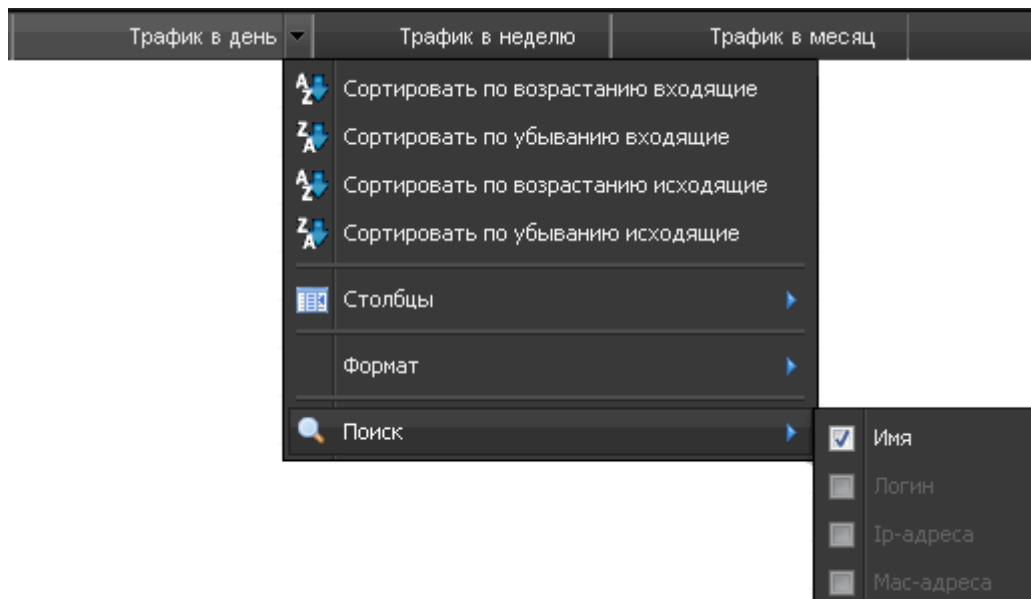 Трафик в день Трафик в неделю Трафик в месяц
Сортировать по возрастанию входящие
Сортировать по убыванию входящие
Сортировать по возрастанию исходящие
Сортировать по убыванию исходящие
Столбцы
Формат
Поиск
Имя
Логин
Ip-адреса
Mac-адреса